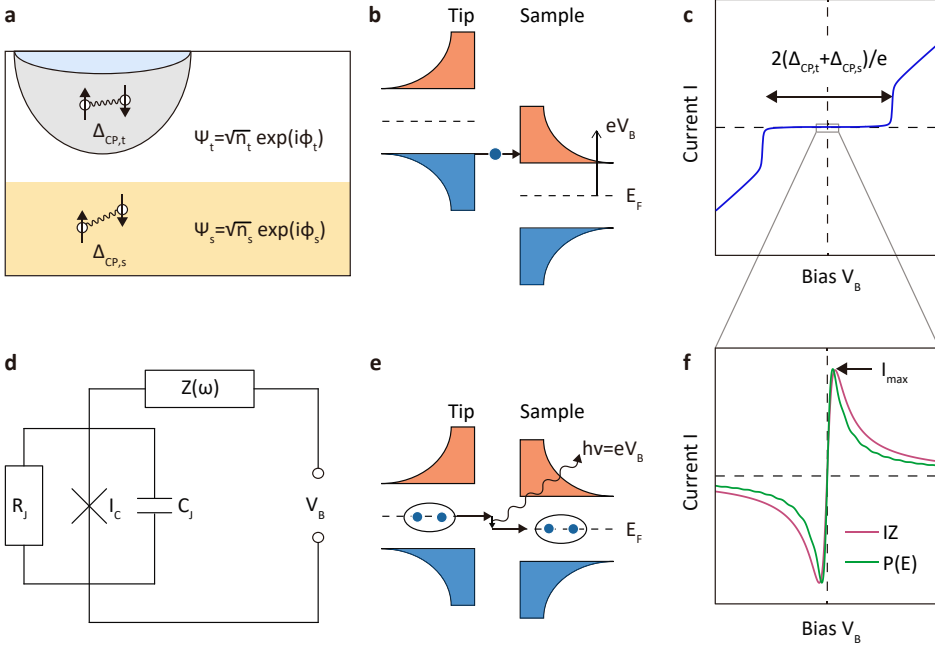 a
Δ_CP,t
Ψ_t=√n_t exp(iϕ_t)
Ψ_s=√n_s exp(iϕ_s)
Δ_CP,s
b
Tip
Sample
eV_B
E_F
c
2(Δ_CP,t+Δ_CP,s)/e
Current I
Bias V_B
d
Z(ω)
R_J
I_C
C_J
V_B
e
Tip
Sample
hν=eV_B
E_F
f
I_max
Current I
IZ
P(E)
Bias V_B